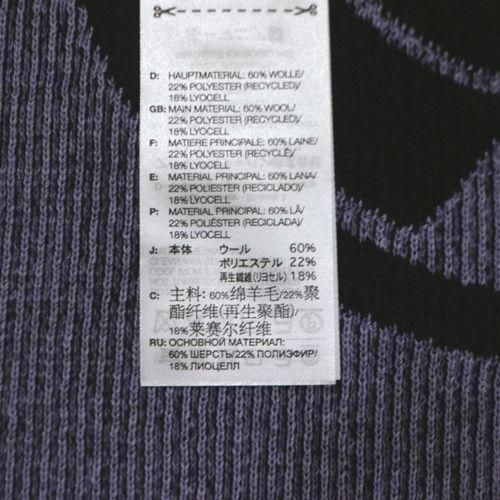 D: HAUPTMATERIAL: 60% WOLLE/
22% POLYESTER (RECYCLED)/
18% LYOCELL
GB: MAIN MATERIAL: 60% WOOL/
22% POLYESTER (RECYCLED)/
18% LYOCELL
F: MATIERE PRINCIPALE: 60% LAINE/
22% POLYESTER (RECYCLÉ)/
18% LYOCELL
E: MATERIAL PRINCIPAL: 60% LANA/
22% POLIESTER (RECICLADO)/
18% LYOCELL
P: MATERIAL PRINCIPAL: 60% LÃ/
22% POLIÉSTER (RECICLADA)/
18% LYOCELL
J: 本体 ウール 60%
ポリエステル 22%
再生繊維(リヨセル) 18%
C: 主料: 60%绵羊毛/22%聚
酯纤维(再生聚酯)/
18%莱赛尔纤维
RU: ОСНОВНОЙ МАТЕРИАЛ:
60% ШЕРСТЬ/22% ПОЛИЭФИР/
18% ЛИОЦЕЛЛ